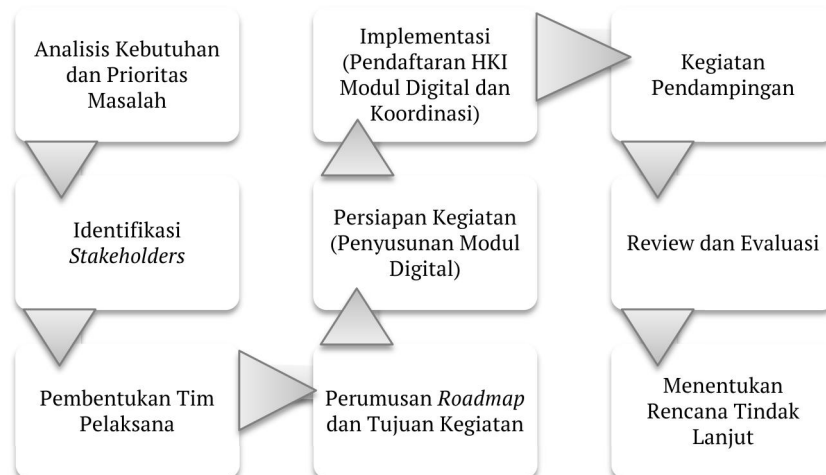 Analisis Kebutuhan
dan Prioritas
Masalah
Identifikasi
Stakeholders
Pembentukan Tim
Pelaksana
Perumusan Roadmap
dan Tujuan Kegiatan
Persiapan Kegiatan
(Penyusunan Modul
Digital)
Implementasi
(Pendaftaran HKI
Modul Digital dan
Koordinasi)
Kegiatan
Pendampingan
Review dan Evaluasi
Menentukan
Rencana Tindak
Lanjut